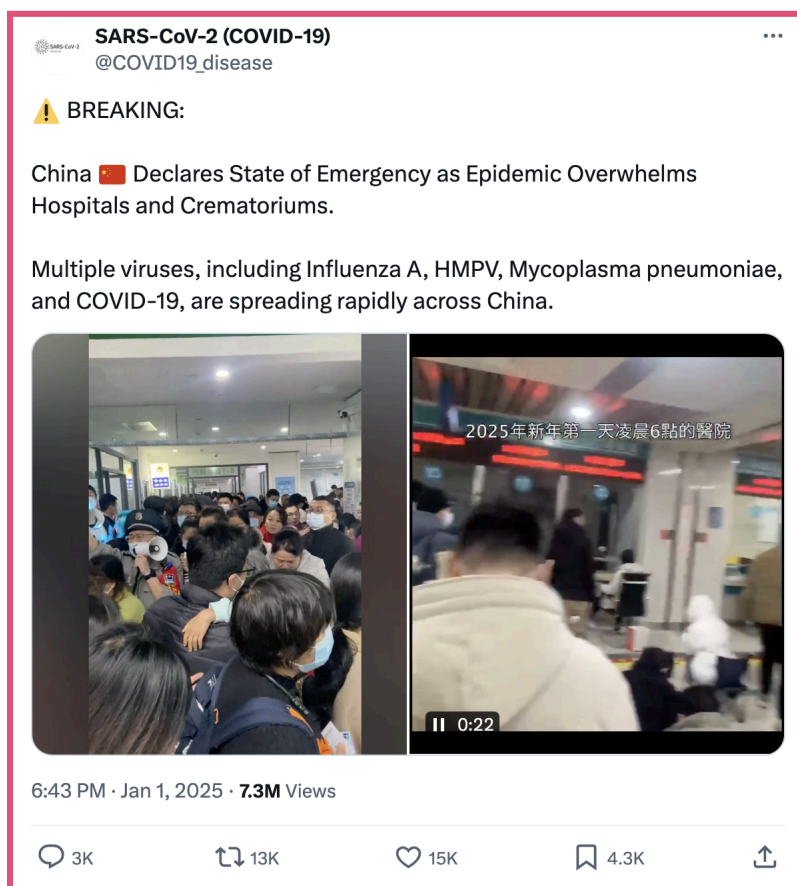 SARS-CoV-2
SARS-CoV-2 (COVID-19)
@COVID19_disease
⚠️ BREAKING:
China 🇨🇳 Declares State of Emergency as Epidemic Overwhelms
Hospitals and Crematoriums.
Multiple viruses, including Influenza A, HMPV, Mycoplasma pneumoniae,
and COVID-19, are spreading rapidly across China.
2025年新年第一天凌晨6點的醫院
0:22
6:43 PM · Jan 1, 2025 · 7.3M Views
3K 13K 15K 4.3K